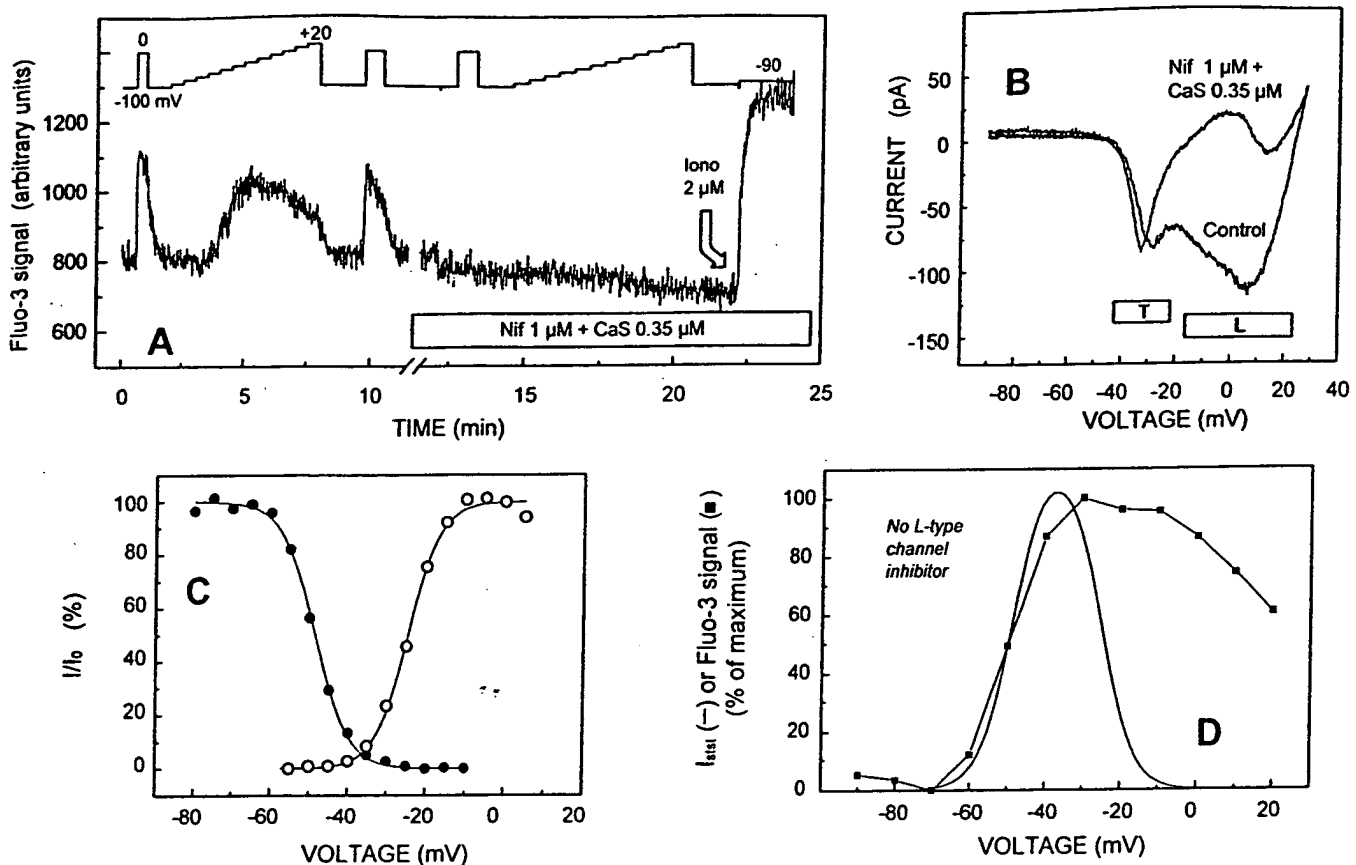 Fluo-3 signal (arbitrary units)
1400
1200
1000
800
600
0
+20
-100 mV
-90
Iono
2 µM
A
Nif 1 µM + CaS 0.35 µM
0
5
10
15
20
25
TIME (min)
CURRENT (pA)
50
0
-50
-100
-150
B
Nif 1 µM +
CaS 0.35 µM
Control
T
L
-80
-60
-40
-20
0
20
40
VOLTAGE (mV)
I/I₀ (%)
100
80
60
40
20
0
C
-80
-60
-40
-20
0
20
VOLTAGE (mV)
Istst (–) or Fluo-3 signal (■)
(% of maximum)
100
80
60
40
20
0
No L-type
channel
inhibitor
D
-80
-60
-40
-20
0
20
VOLTAGE (mV)